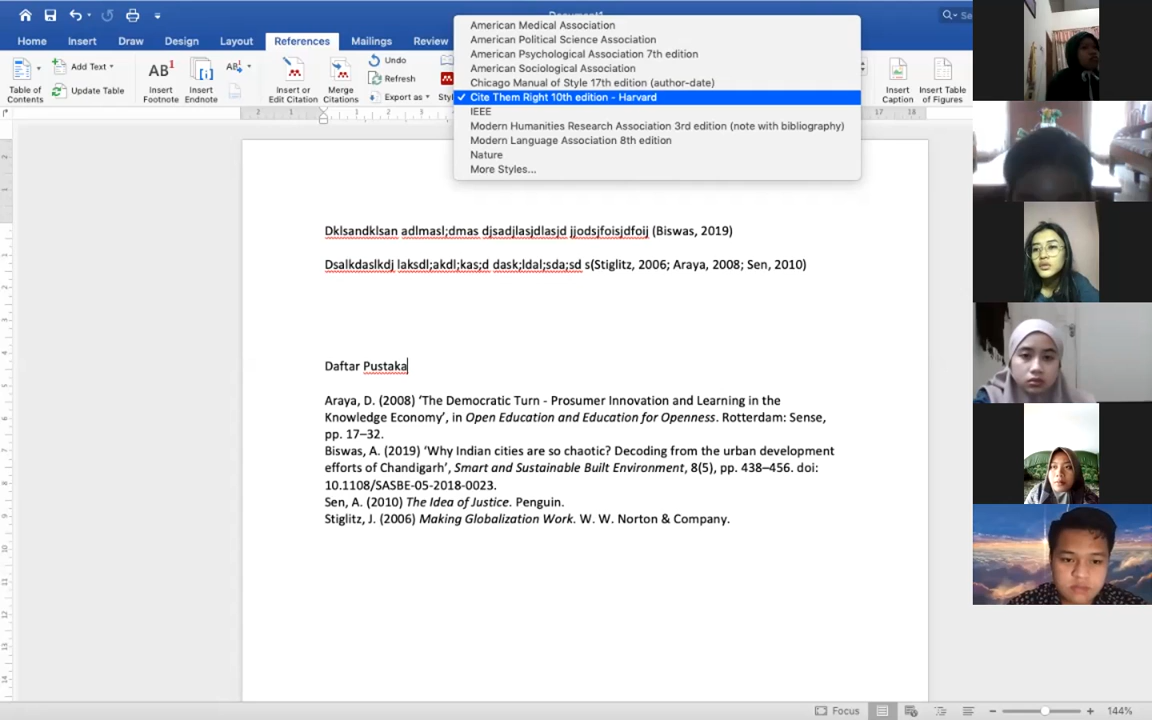 Home Insert Draw Design Layout References Mailings Review
Table of Contents
Add Text
Update Table
AB1 Insert Footnote
Insert Endnote
AB1
Insert or Edit Citation
Merge Citations
Undo
Refresh
Export as
Insert Caption
Insert Table of Figures
American Medical Association
American Political Science Association
American Psychological Association 7th edition
American Sociological Association
Chicago Manual of Style 17th edition (author-date)
✓ Cite Them Right 10th edition - Harvard
IEEE
Modern Humanities Research Association 3rd edition (note with bibliography)
Modern Language Association 8th edition
Nature
More Styles...
2 1 1 2 3 17 18
Dklsandklsan adlmasl;dmas djsadjlasjdlasjd jjodsjfoisjdfoij (Biswas, 2019)
Dsalkdaslkdj laksdl;akdl;kas;d dask;ldal;sda;sd s(Stiglitz, 2006; Araya, 2008; Sen, 2010)
Daftar Pustaka
Araya, D. (2008) ‘The Democratic Turn - Prosumer Innovation and Learning in the
Knowledge Economy’, in Open Education and Education for Openness. Rotterdam: Sense,
pp. 17–32.
Biswas, A. (2019) ‘Why Indian cities are so chaotic? Decoding from the urban development
efforts of Chandigarh’, Smart and Sustainable Built Environment, 8(5), pp. 438–456. doi:
10.1108/SASBE-05-2018-0023.
Sen, A. (2010) The Idea of Justice. Penguin.
Stiglitz, J. (2006) Making Globalization Work. W. W. Norton & Company.
Focus 144%